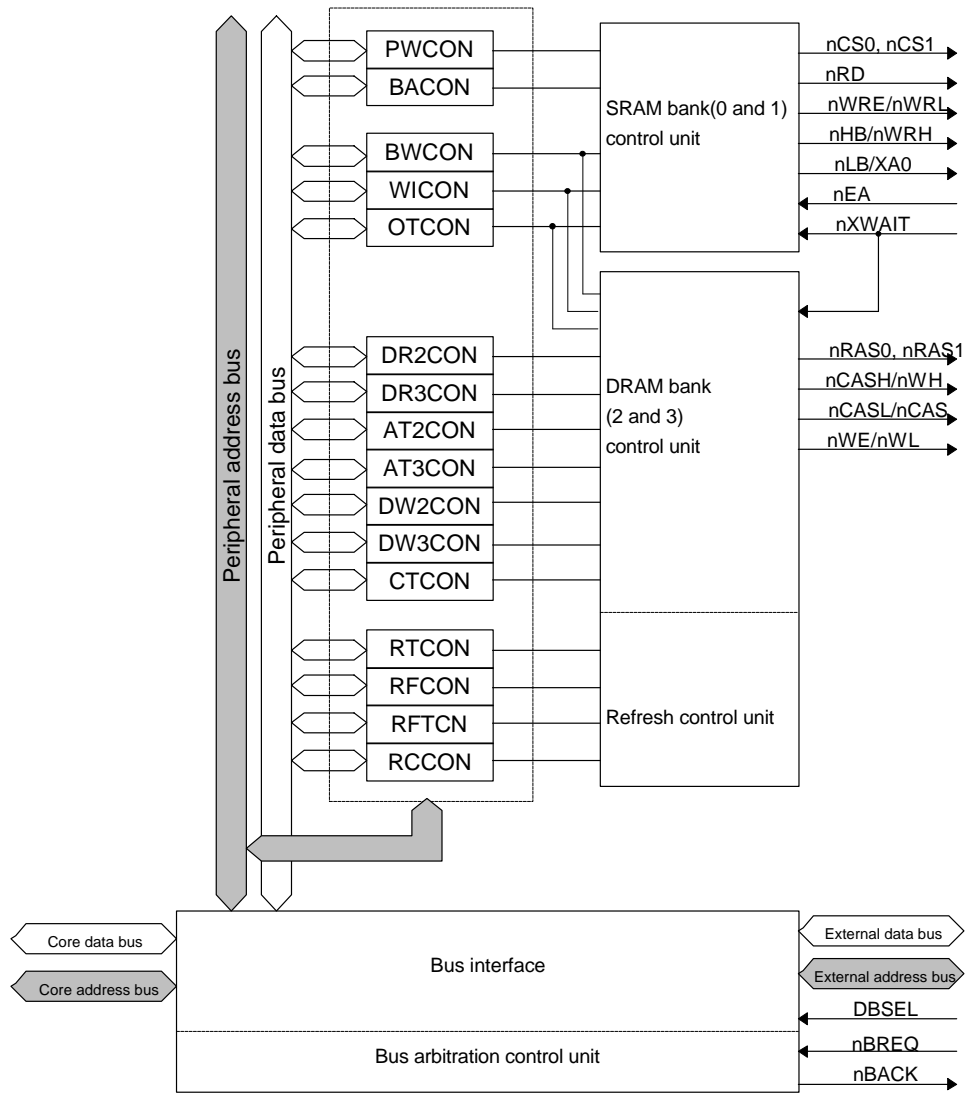 PWCON
BACON
BWCON
WICON
OTCON
DR2CON
DR3CON
AT2CON
AT3CON
DW2CON
DW3CON
CTCON
RTCON
RFCON
RFTCN
RCCON
Peripheral address bus
Peripheral data bus
SRAM bank(0 and 1)
control unit
DRAM bank
(2 and 3)
control unit
Refresh control unit
nCS0, nCS1
nRD
nWRE/nWRL
nHB/nWRH
nLB/XA0
nEA
nXWAIT
nRAS0, nRAS1
nCASH/nWH
nCASL/nCAS
nWE/nWL
Core data bus
Core address bus
Bus interface
Bus arbitration control unit
External data bus
External address bus
DBSEL
nBREQ
nBACK